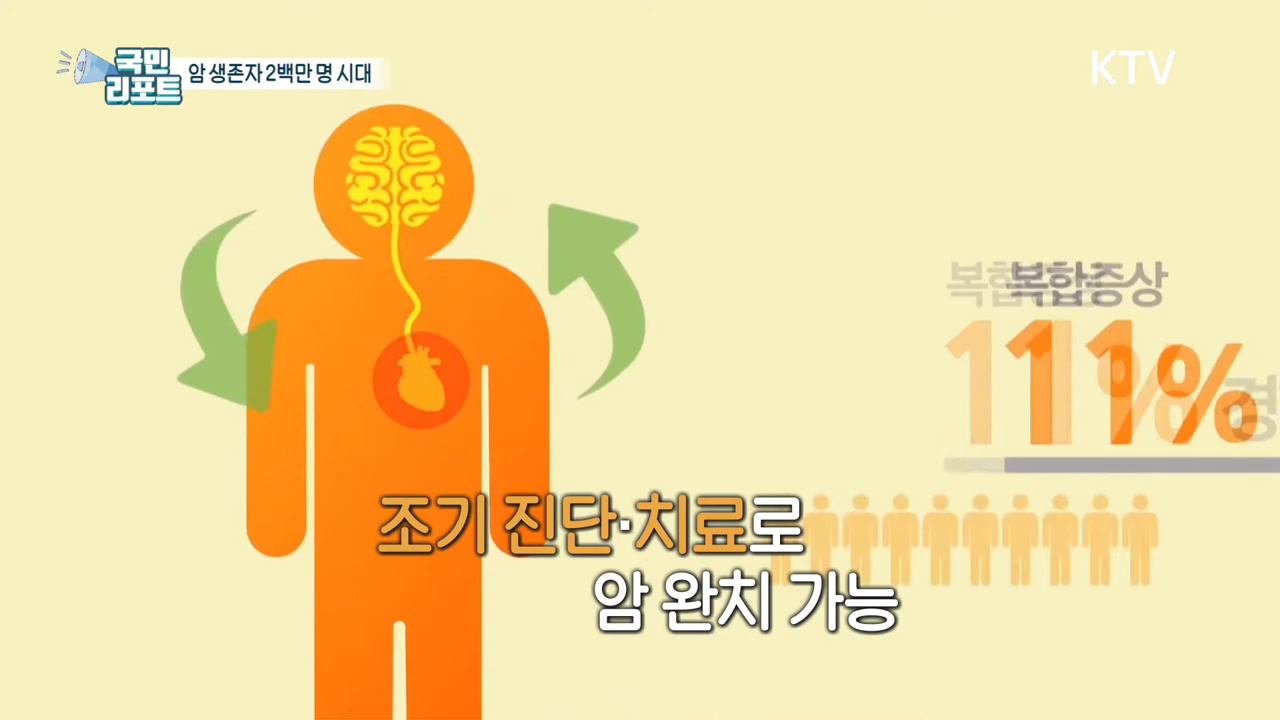 국민
리포트
암 생존자 2백만 명 시대
KTV
복합증상
11%
조기 진단·치료로
암 완치 가능